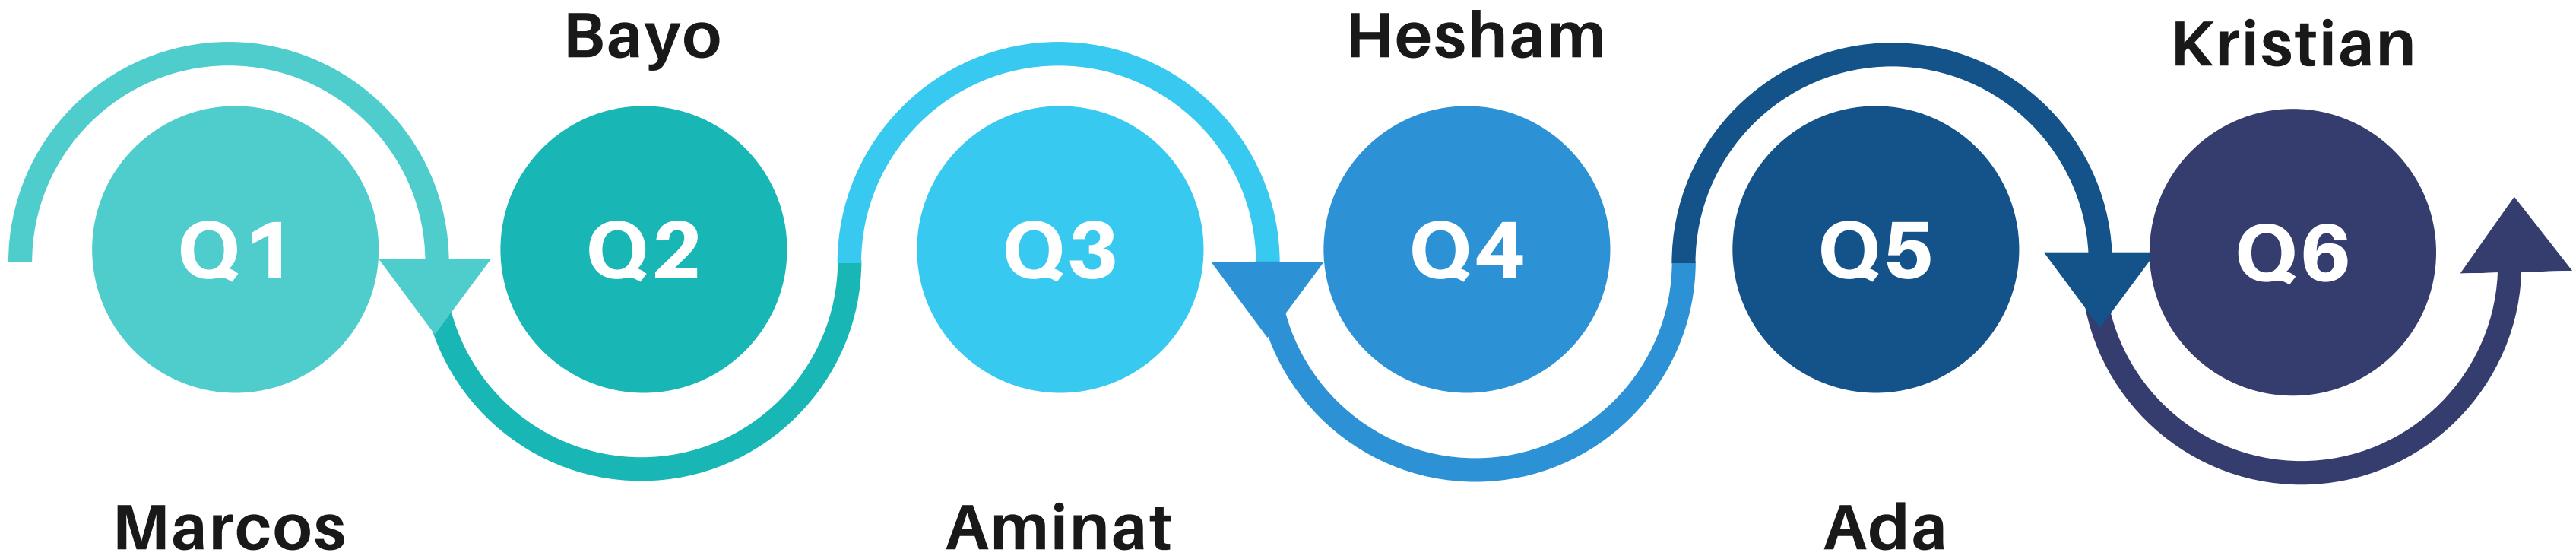 Bayo
Hesham
Kristian
Q1
Q2
Q3
Q4
Q5
Q6
Marcos
Aminat
Ada